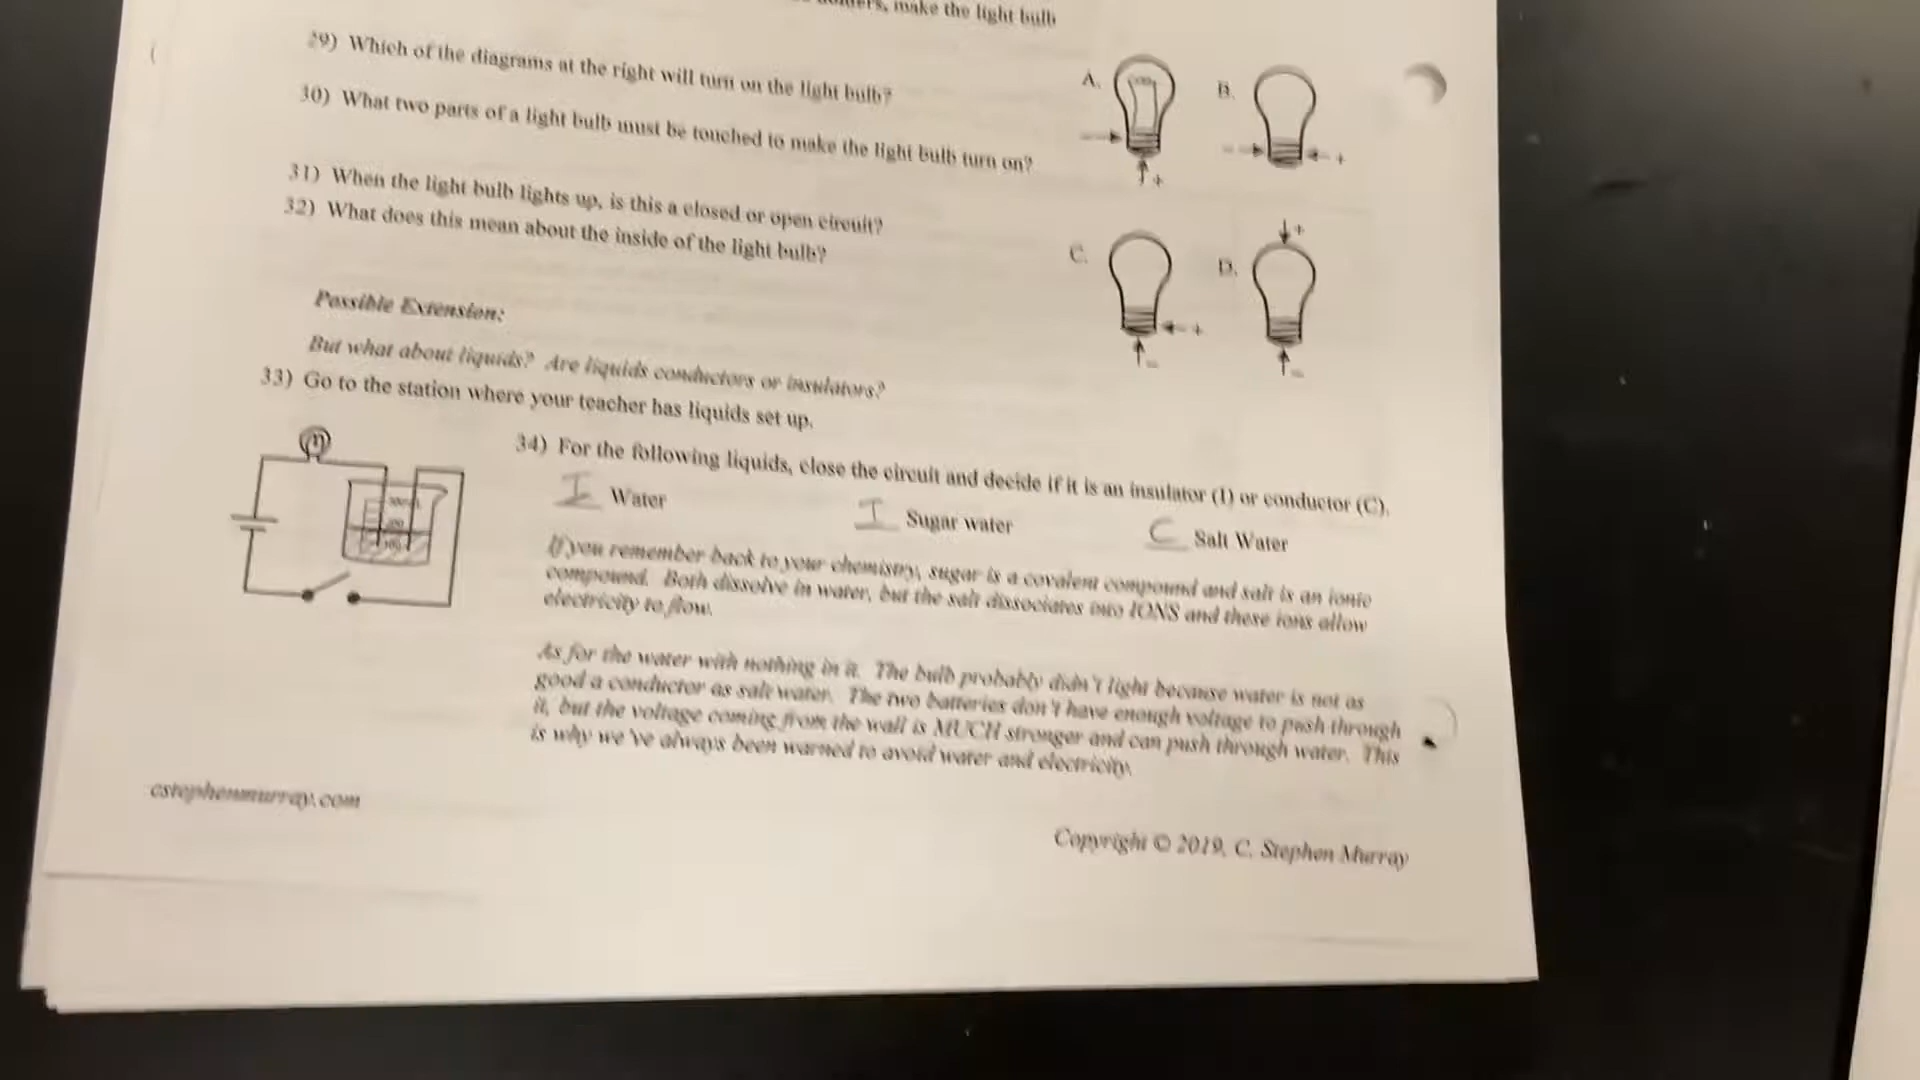 make the light bulb
29) Which of the diagrams at the right will turn on the light bulb?
30) What two parts of a light bulb must be touched to make the light bulb turn on?
31) When the light bulb lights up, is this a closed or open circuit?
32) What does this mean about the inside of the light bulb?
A.
B.
+
+
C.
D.
+
+
Possible Extension:
But what about liquids? Are liquids conductors or insulators?
33) Go to the station where your teacher has liquids set up.
34) For the following liquids, close the circuit and decide if it is an insulator (I) or conductor (C).
I Water
I Sugar water
C Salt Water
If you remember back to your chemistry, sugar is a covalent compound and salt is an ionic
compound. Both dissolve in water, but the salt dissociates into IONS and these ions allow
electricity to flow.
As for the water with nothing in it. The bulb probably didn't light because water is not as
good a conductor as salt water. The two batteries don't have enough voltage to push through
it, but the voltage coming from the wall is MUCH stronger and can push through water. This
is why we've always been warned to avoid water and electricity.
cstephenmurray.com
Copyright © 2019, C. Stephen Murray